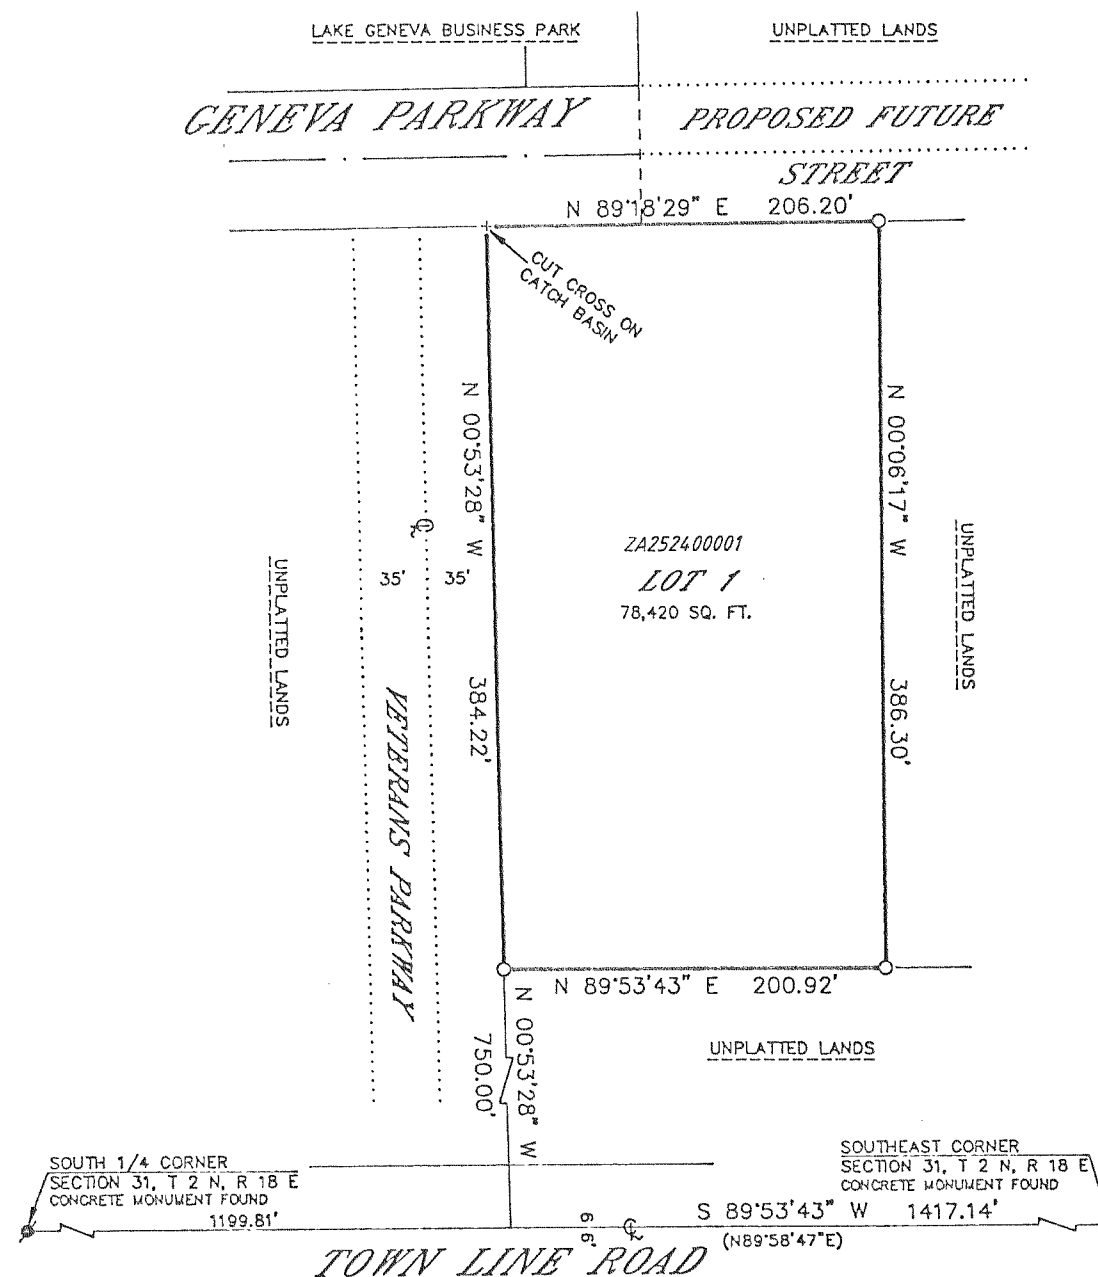 LAKE GENEVA BUSINESS PARK
UNPLATTED LANDS
GENEVA PARKWAY
PROPOSED FUTURE
STREET
N 89°18'29" E 206.20'
CUT CROSS ON
CATCH BASIN
N 00°53'28" W 384.22'
N 00°06'17" W 386.30'
ZA252400001
LOT 1
78,420 SQ. FT.
UNPLATTED LANDS
35'
35'
UNPLATTED LANDS
VETERANS PARKWAY
N 89°53'43" E 200.92'
N 00°53'28" W
750.00'
UNPLATTED LANDS
SOUTH 1/4 CORNER
SECTION 31, T 2 N, R 18 E
CONCRETE MONUMENT FOUND
1199.81'
SOUTHEAST CORNER
SECTION 31, T 2 N, R 18 E
CONCRETE MONUMENT FOUND
S 89°53'43" W 1417.14'
(N89°58'47"E)
66'
TOWN LINE ROAD